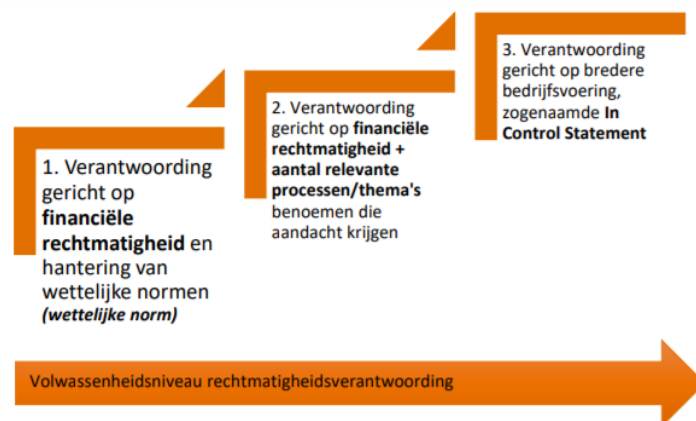 1. Verantwoording
gericht op
financiële
rechtmatigheid en
hantering van
wettelijke normen
(wettelijke norm)
2. Verantwoording
gericht op financiële
rechtmatigheid +
aantal relevante
processen/thema's
benoemen die
aandacht krijgen
3. Verantwoording
gericht op bredere
bedrijfsvoering,
zogenaamde In
Control Statement
Volwassenheidsniveau rechtmatigheidsverantwoording